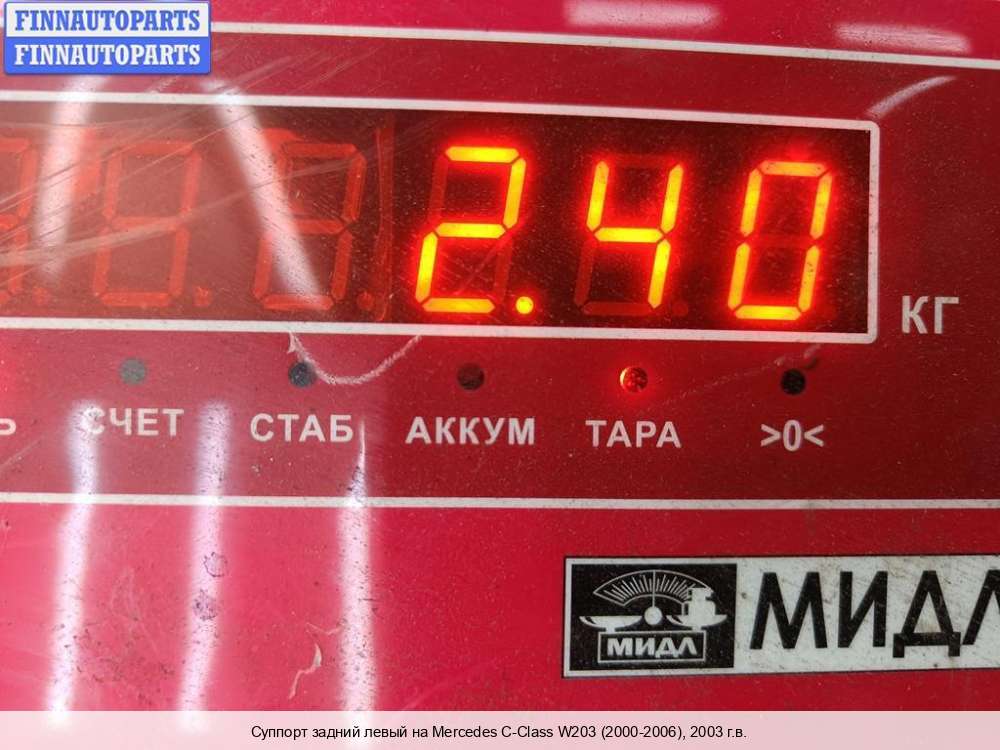 FINNAUTOPARTS
FINNAUTOPARTS
2.40
КГ
Ь СЧЕТ СТАБ АККУМ ТАРА >0<
МИДЛ МИДЛ
Суппорт задний левый на Mercedes C-Class W203 (2000-2006), 2003 г.в.